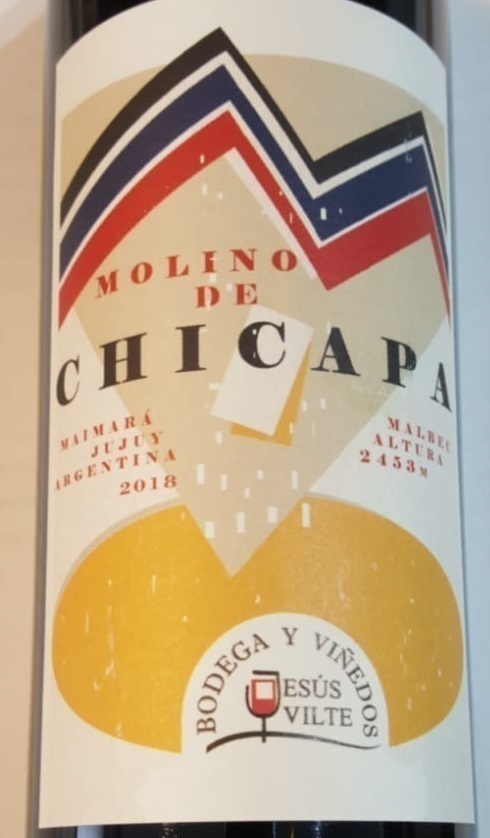 MOLINO
DE
CHICAPA
MAIMARÁ
JUJUY
ARGENTINA
2018
MALBEC
ALTURA
2453M
BODEGA Y VIÑEDOS
JESÚS
VILTE